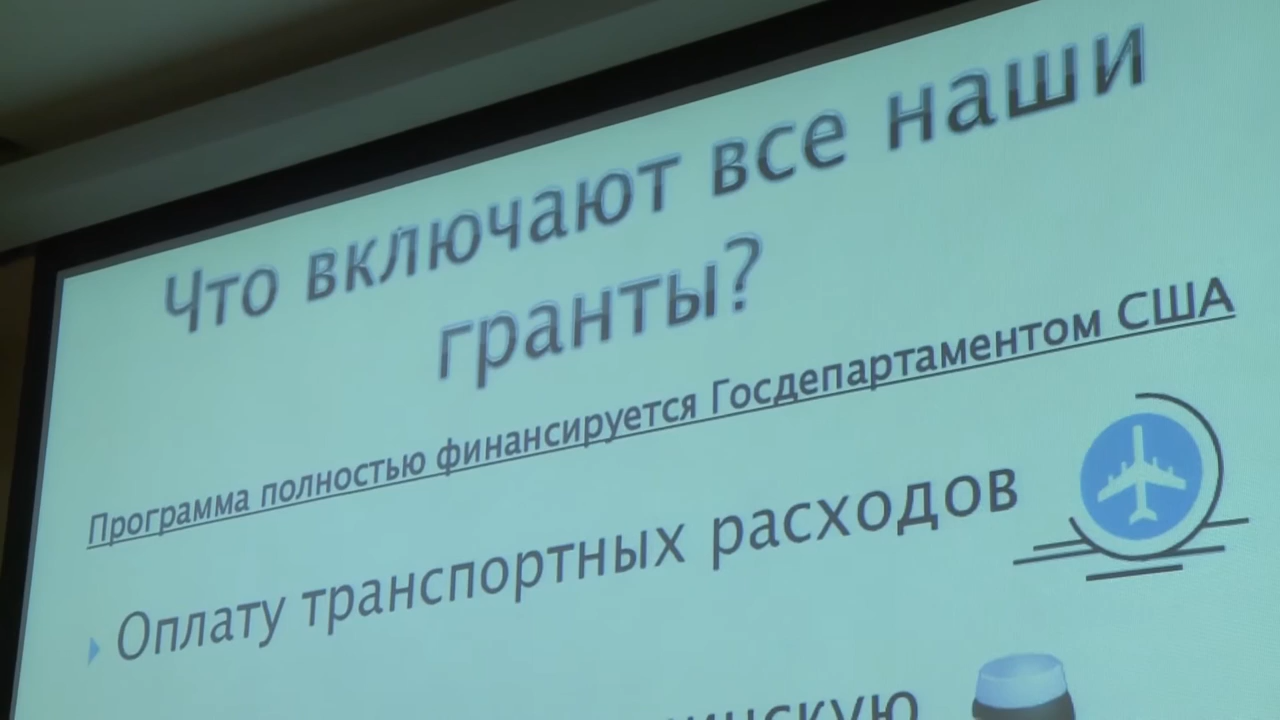 Что включают все наши
гранты?
Программа полностью финансируется Госдепартаментом США
Оплату транспортных расходов